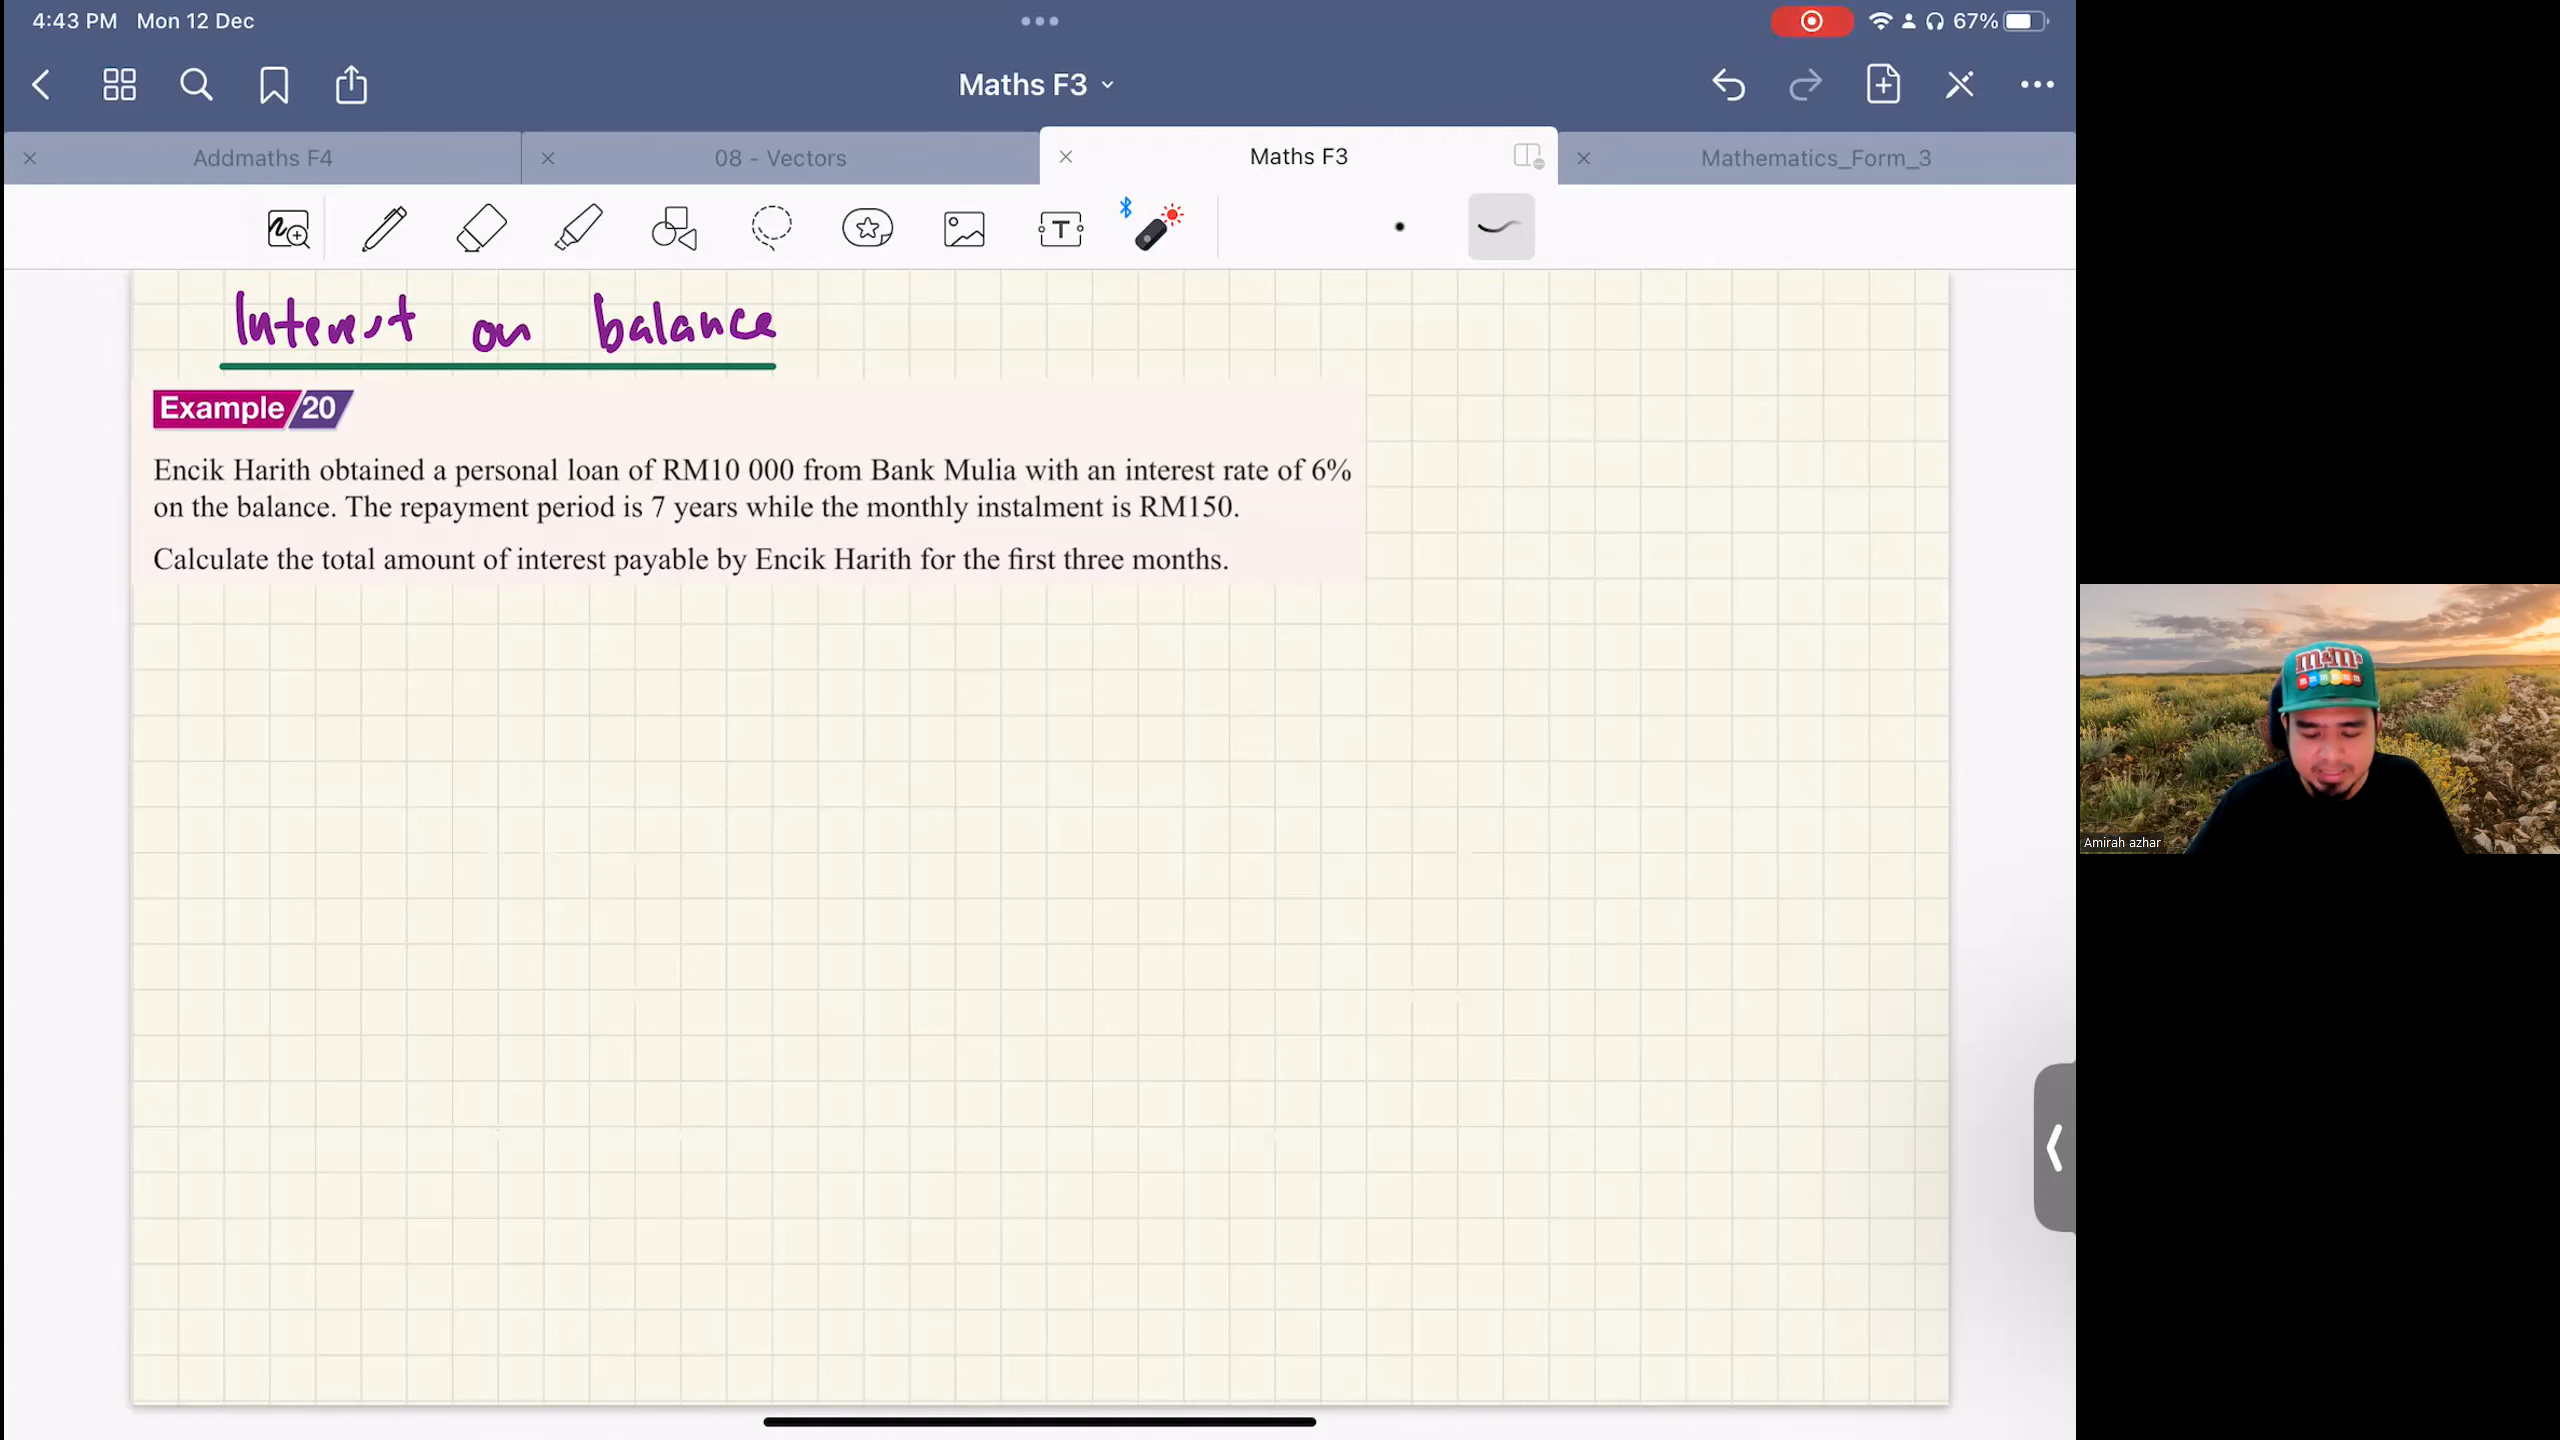 4:43 PM Mon 12 Dec
67%
Maths F3
Addmaths F4
08 - Vectors
Maths F3
Mathematics_Form_3
T
Interest on balance
Example 20
Encik Harith obtained a personal loan of RM10 000 from Bank Mulia with an interest rate of 6%
on the balance. The repayment period is 7 years while the monthly instalment is RM150.
Calculate the total amount of interest payable by Encik Harith for the first three months.
m&m's
m m m m m
Amirah azhar